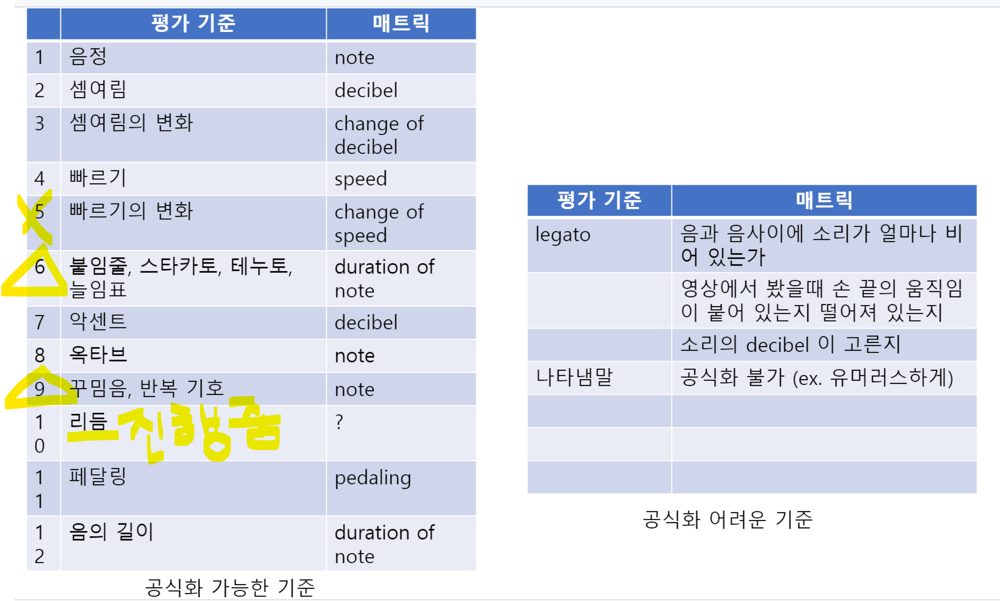 평가 기준 매트릭
1 음정 note
2 셈여림 decibel
3 셈여림의 변화 change of
decibel
4 빠르기 speed
5 빠르기의 변화 change of
speed
6 붙임줄, 스타카토, 테누토, duration of
늘임표 note
7 악센트 decibel
8 옥타브 note
9 꾸밈음, 반복 기호 note
1 리듬 진행중 ?
0
1 페달링 pedaling
1
1 음의 길이 duration of
2 note
공식화 가능한 기준
평가 기준 매트릭
legato 음과 음사이에 소리가 얼마나 비
어 있는가
영상에서 봤을때 손 끝의 움직임
이 붙어 있는지 떨어져 있는지
소리의 decibel 이 고른지
나타냄말 공식화 불가 (ex. 유머러스하게)
공식화 어려운 기준